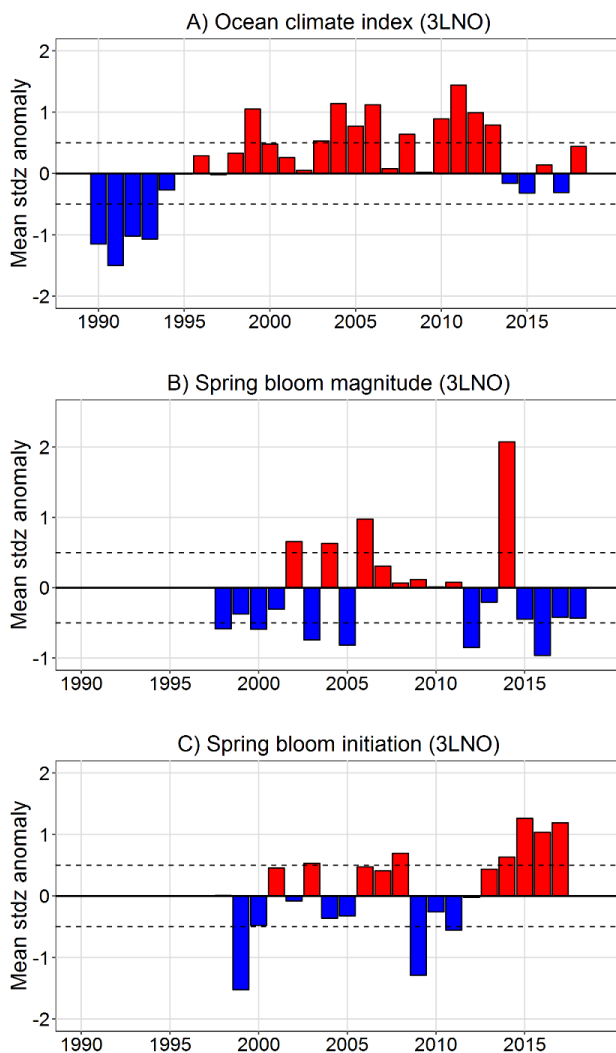 A) Ocean climate index (3LNO)
Mean stdz anomaly
2
1
0
-1
-2
1990 1995 2000 2005 2010 2015
B) Spring bloom magnitude (3LNO)
Mean stdz anomaly
2
1
0
-1
1990 1995 2000 2005 2010 2015
C) Spring bloom initiation (3LNO)
Mean stdz anomaly
2
1
0
-1
-2
1990 1995 2000 2005 2010 2015